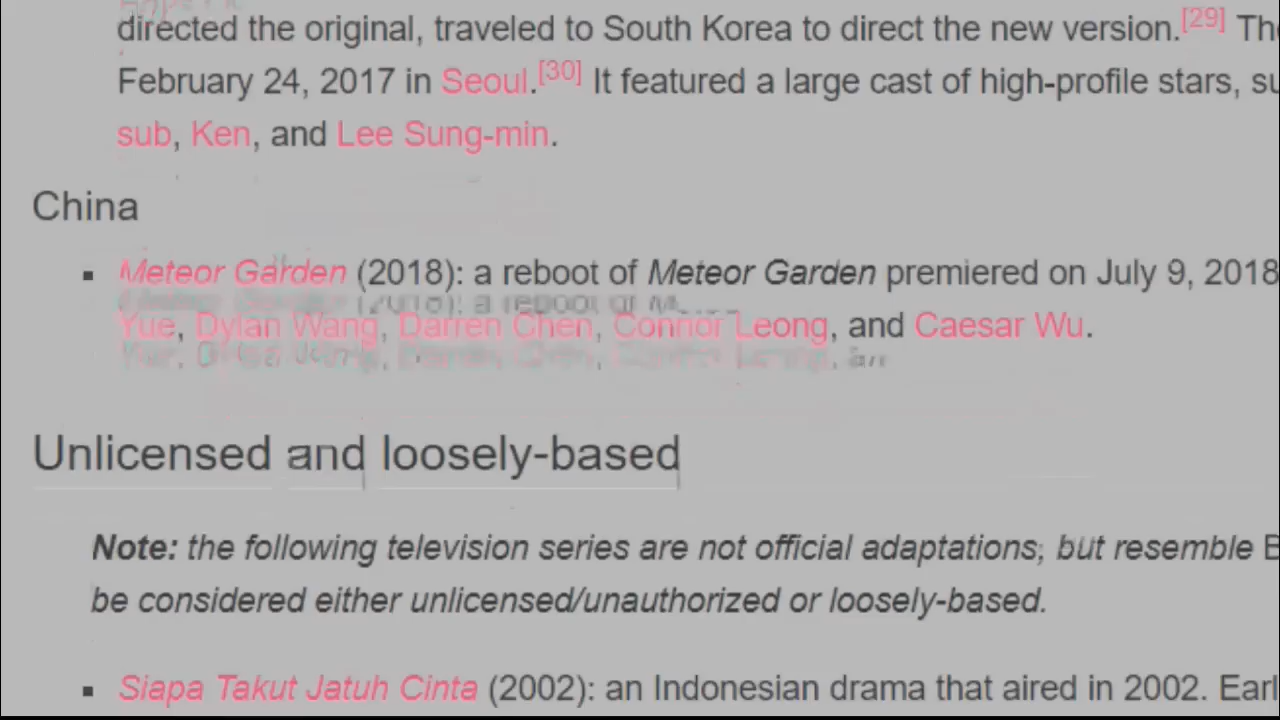 directed the original, traveled to South Korea to direct the new version.[29]
February 24, 2017 in Seoul.[30] It featured a large cast of high-profile stars,
sub, Ken, and Lee Sung-min.
China
▪ Meteor Garden (2018): a reboot of Meteor Garden premiered on July 9, 2018
Yue, Dylan Wang, Darren Chen, Connor Leong, and Caesar Wu.
Unlicensed and loosely-based
Note: the following television series are not official adaptations, but resemble
be considered either unlicensed/unauthorized or loosely-based.
▪ Siapa Takut Jatuh Cinta (2002): an Indonesian drama that aired in 2002.